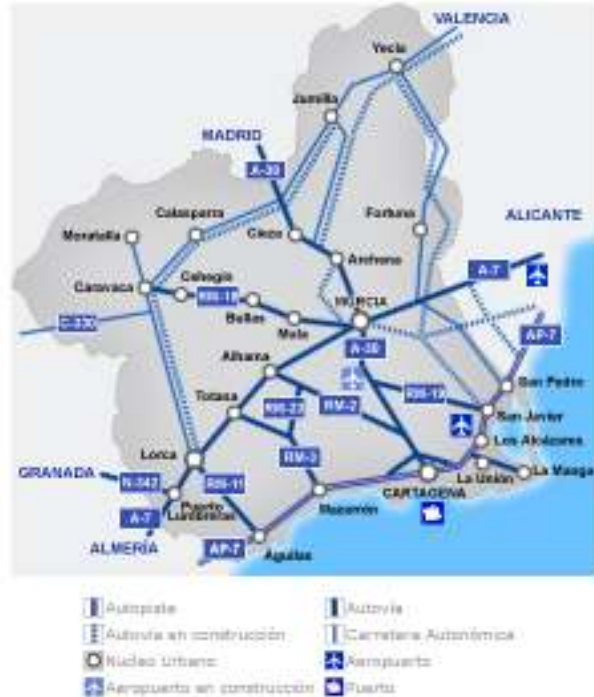 VALENCIA
Yecla
Jumilla
MADRID
A-30
Calasparra
Fortuna
ALICANTE
Moratalla
Cieza
Archena
A-7
Caravaca
Cehegín
RM-15
MURCIA
C-330
Bullas
Mula
AP-7
A-30
Alhama
San Pedro
Totana
RM-23
RM-2
RM-19
San Javier
Los Alcázares
Lorca
GRANADA
RM-3
La Unión
La Manga
N-342
RM-11
CARTAGENA
Puerto
Lumbreras
Mazarrón
A-7
ALMERÍA
AP-7
Aguilas
Autopista
Autovía
Autovía en construcción
Carretera Autonómica
Núcleo Urbano
Aeropuerto
Aeropuerto en construcción
Puerto